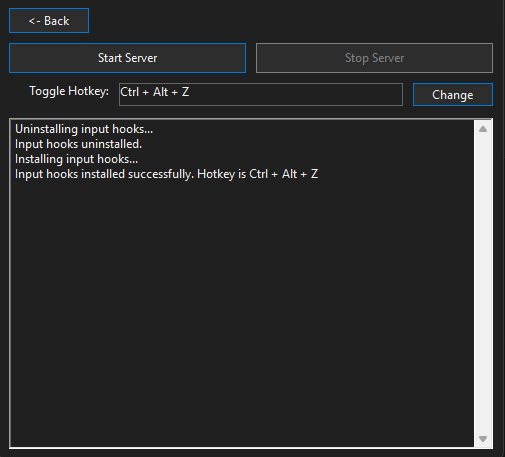 <- Back
Start Server
Stop Server
Toggle Hotkey:
Ctrl + Alt + Z
Change
Uninstalling input hooks...
Input hooks uninstalled.
Installing input hooks...
Input hooks installed successfully. Hotkey is Ctrl + Alt + Z